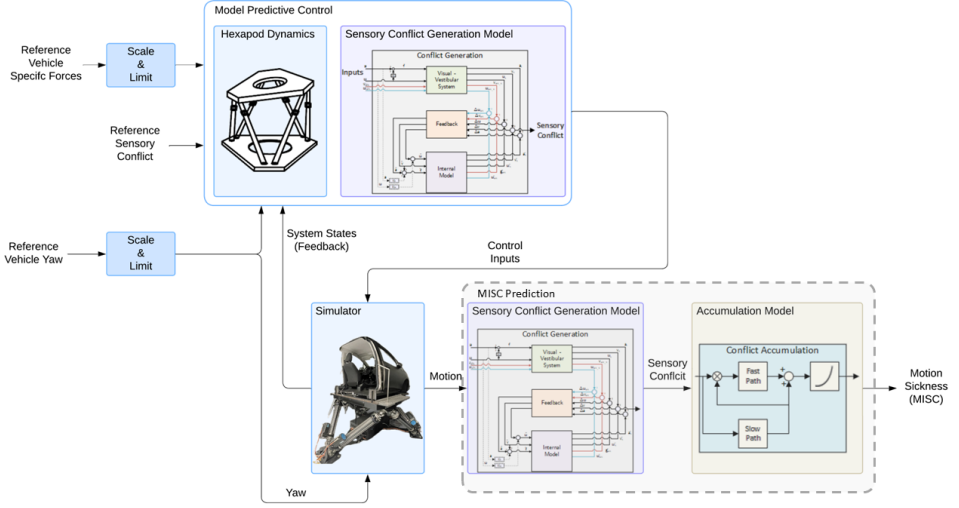 Model Predictive Control
Hexapod Dynamics
Sensory Conflict Generation Model
Reference
Vehicle
Specifc Forces
Scale
&
Limit
Conflict Generation
Inputs
Visual -
Vestibular
System
Feedback
Internal
Model
Sensory
Conflict
Reference
Sensory
Conflict
Reference
Vehicle Yaw
Scale
&
Limit
System States
(Feedback)
Control
Inputs
MISC Prediction
Simulator
Sensory Conflict Generation Model
Accumulation Model
Conflict Generation
Visual -
Vestibular
System
Feedback
Internal
Model
Motion
Sensory
Conflcit
Conflict Accumulation
Fast
Path
+
+
Slow
Path
Motion
Sickness
(MISC)
Yaw